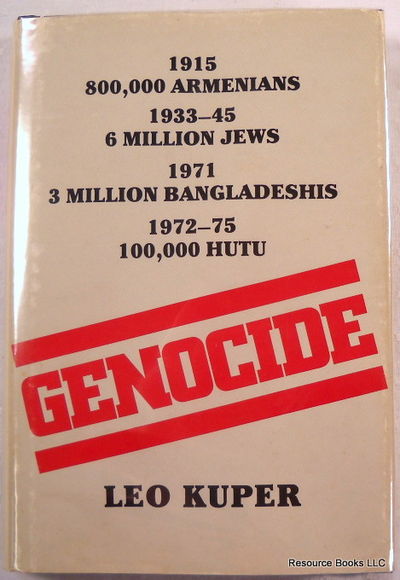 1915
800,000 ARMENIANS
1933–45
6 MILLION JEWS
1971
3 MILLION BANGLADESHIS
1972–75
100,000 HUTU
GENOCIDE
LEO KUPER
Resource Books LLC